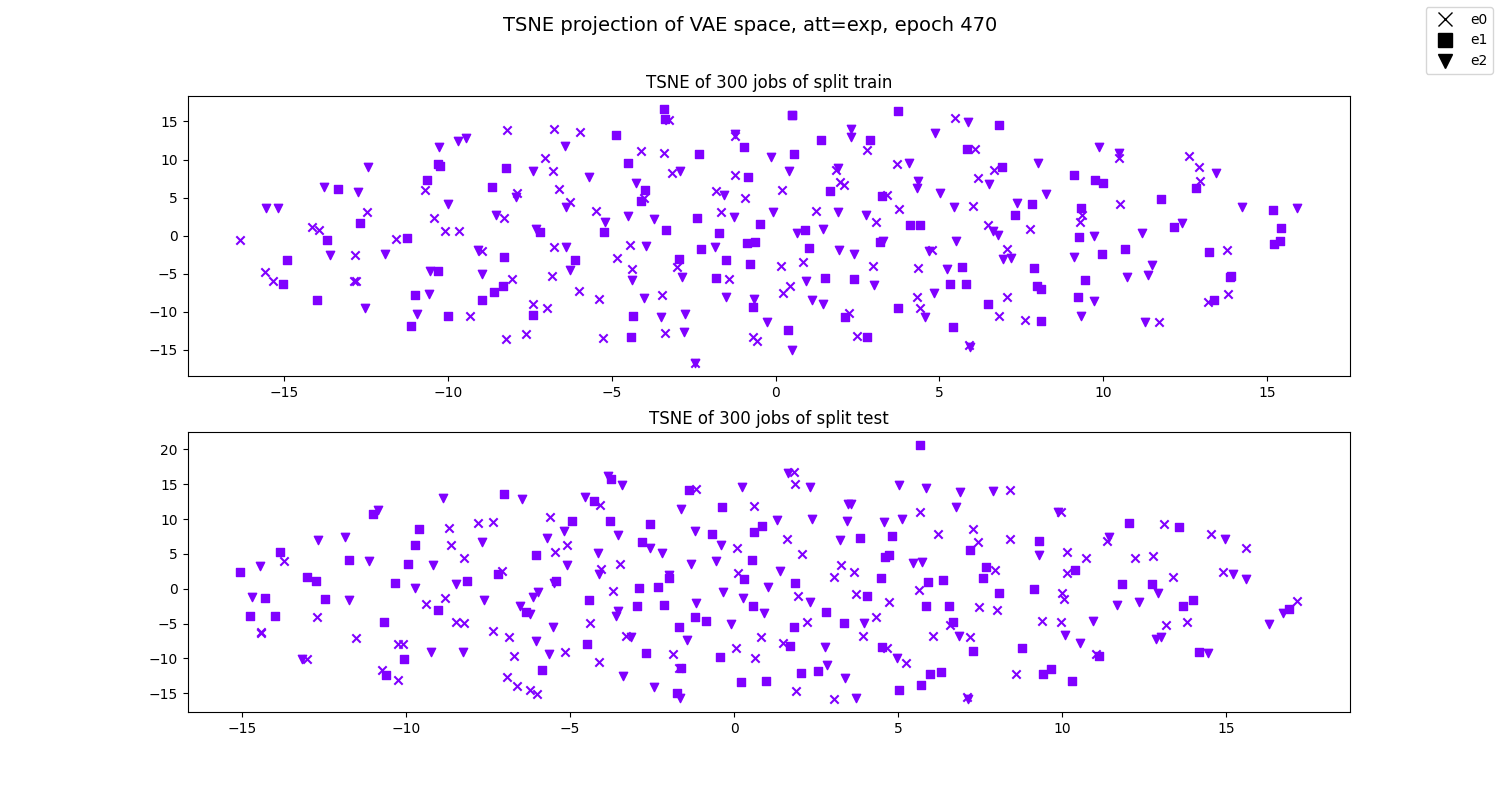 TSNE projection of VAE space, att=exp, epoch 470
e0
e1
e2
TSNE of 300 jobs of split train
15
10
5
0
−5
−10
−15
−15 −10 −5 0 5 10 15
TSNE of 300 jobs of split test
20
15
10
5
0
−5
−10
−15
−15 −10 −5 0 5 10 15